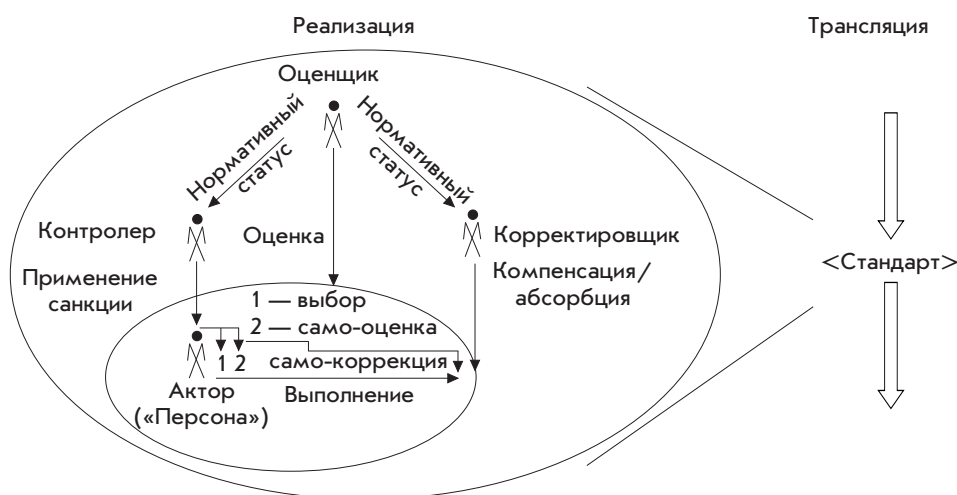 Реализация
Трансляция
Оценщик
Нормативный
статус
Нормативный
статус
Контролер
Оценка
Корректировщик
<Стандарт>
Применение
санкции
Компенсация/
абсорбция
1 — выбор
2 — само-оценка
1 2
само-коррекция
Актор
(«Персона»)
Выполнение